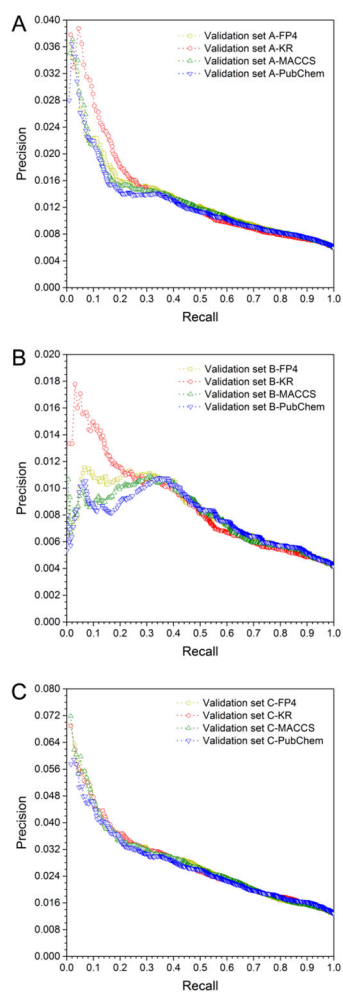 A
Validation set A-FP4
Validation set A-KR
Validation set A-MACCS
Validation set A-PubChem
0.040
0.036
0.032
0.028
0.024
0.020
0.016
0.012
0.008
0.004
0.000
Precision
0.0 0.1 0.2 0.3 0.4 0.5 0.6 0.7 0.8 0.9 1.0
Recall
B
Validation set B-FP4
Validation set B-KR
Validation set B-MACCS
Validation set B-PubChem
0.020
0.018
0.016
0.014
0.012
0.010
0.008
0.006
0.004
0.002
0.000
Precision
0.0 0.1 0.2 0.3 0.4 0.5 0.6 0.7 0.8 0.9 1.0
Recall
C
Validation set C-FP4
Validation set C-KR
Validation set C-MACCS
Validation set C-PubChem
0.080
0.072
0.064
0.056
0.048
0.040
0.032
0.024
0.016
0.008
0.000
Precision
0.0 0.1 0.2 0.3 0.4 0.5 0.6 0.7 0.8 0.9 1.0
Recall